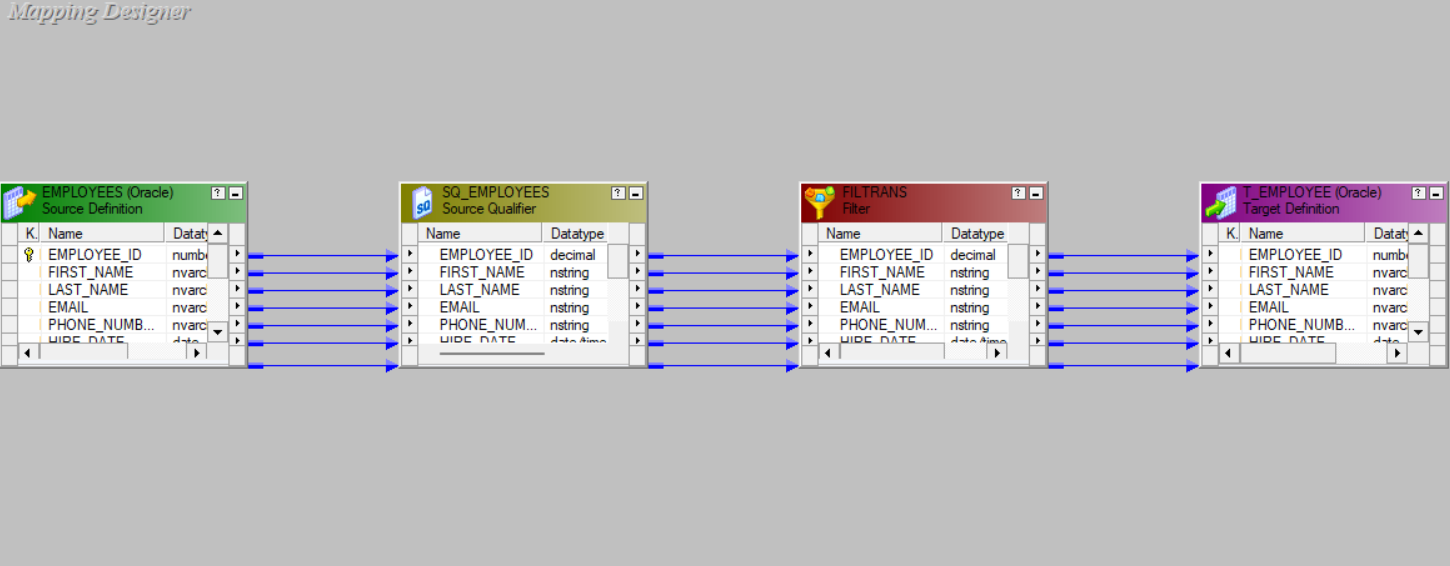 Mapping Designer
EMPLOYEES (Oracle)
Source Definition
K. Name Dataty
EMPLOYEE_ID numbe
FIRST_NAME nvarc
LAST_NAME nvarc
EMAIL nvarc
PHONE_NUMB... nvarc
HIRE_DATE date
SQ_EMPLOYEES
Source Qualifier
Name Datatype
EMPLOYEE_ID decimal
FIRST_NAME nstring
LAST_NAME nstring
EMAIL nstring
PHONE_NUM... nstring
HIRE_DATE date/time
FILTRANS
Filter
Name Datatype
EMPLOYEE_ID decimal
FIRST_NAME nstring
LAST_NAME nstring
EMAIL nstring
PHONE_NUM... nstring
HIRE_DATE date/time
T_EMPLOYEE (Oracle)
Target Definition
K. Name Dataty
EMPLOYEE_ID numbe
FIRST_NAME nvarc
LAST_NAME nvarc
EMAIL nvarc
PHONE_NUMB... nvarc
HIRE_DATE date